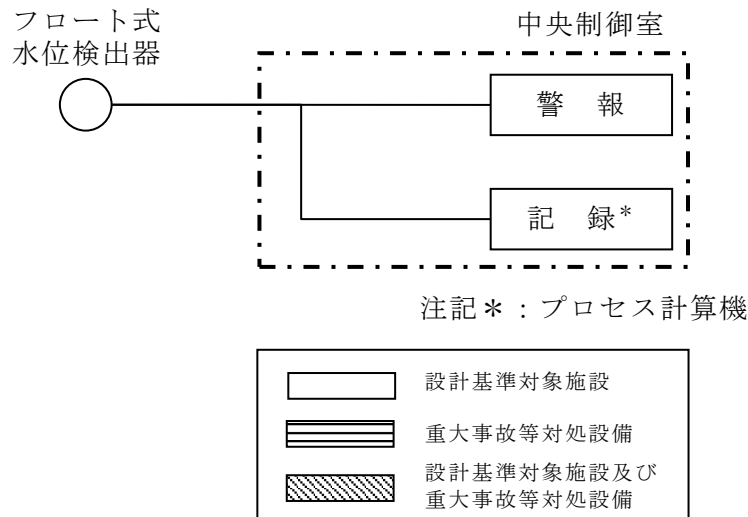 フロート式
水位検出器
中央制御室
警 報
記 録*
注記*:プロセス計算機
設計基準対象施設
重大事故等対処設備
設計基準対象施設及び
重大事故等対処設備